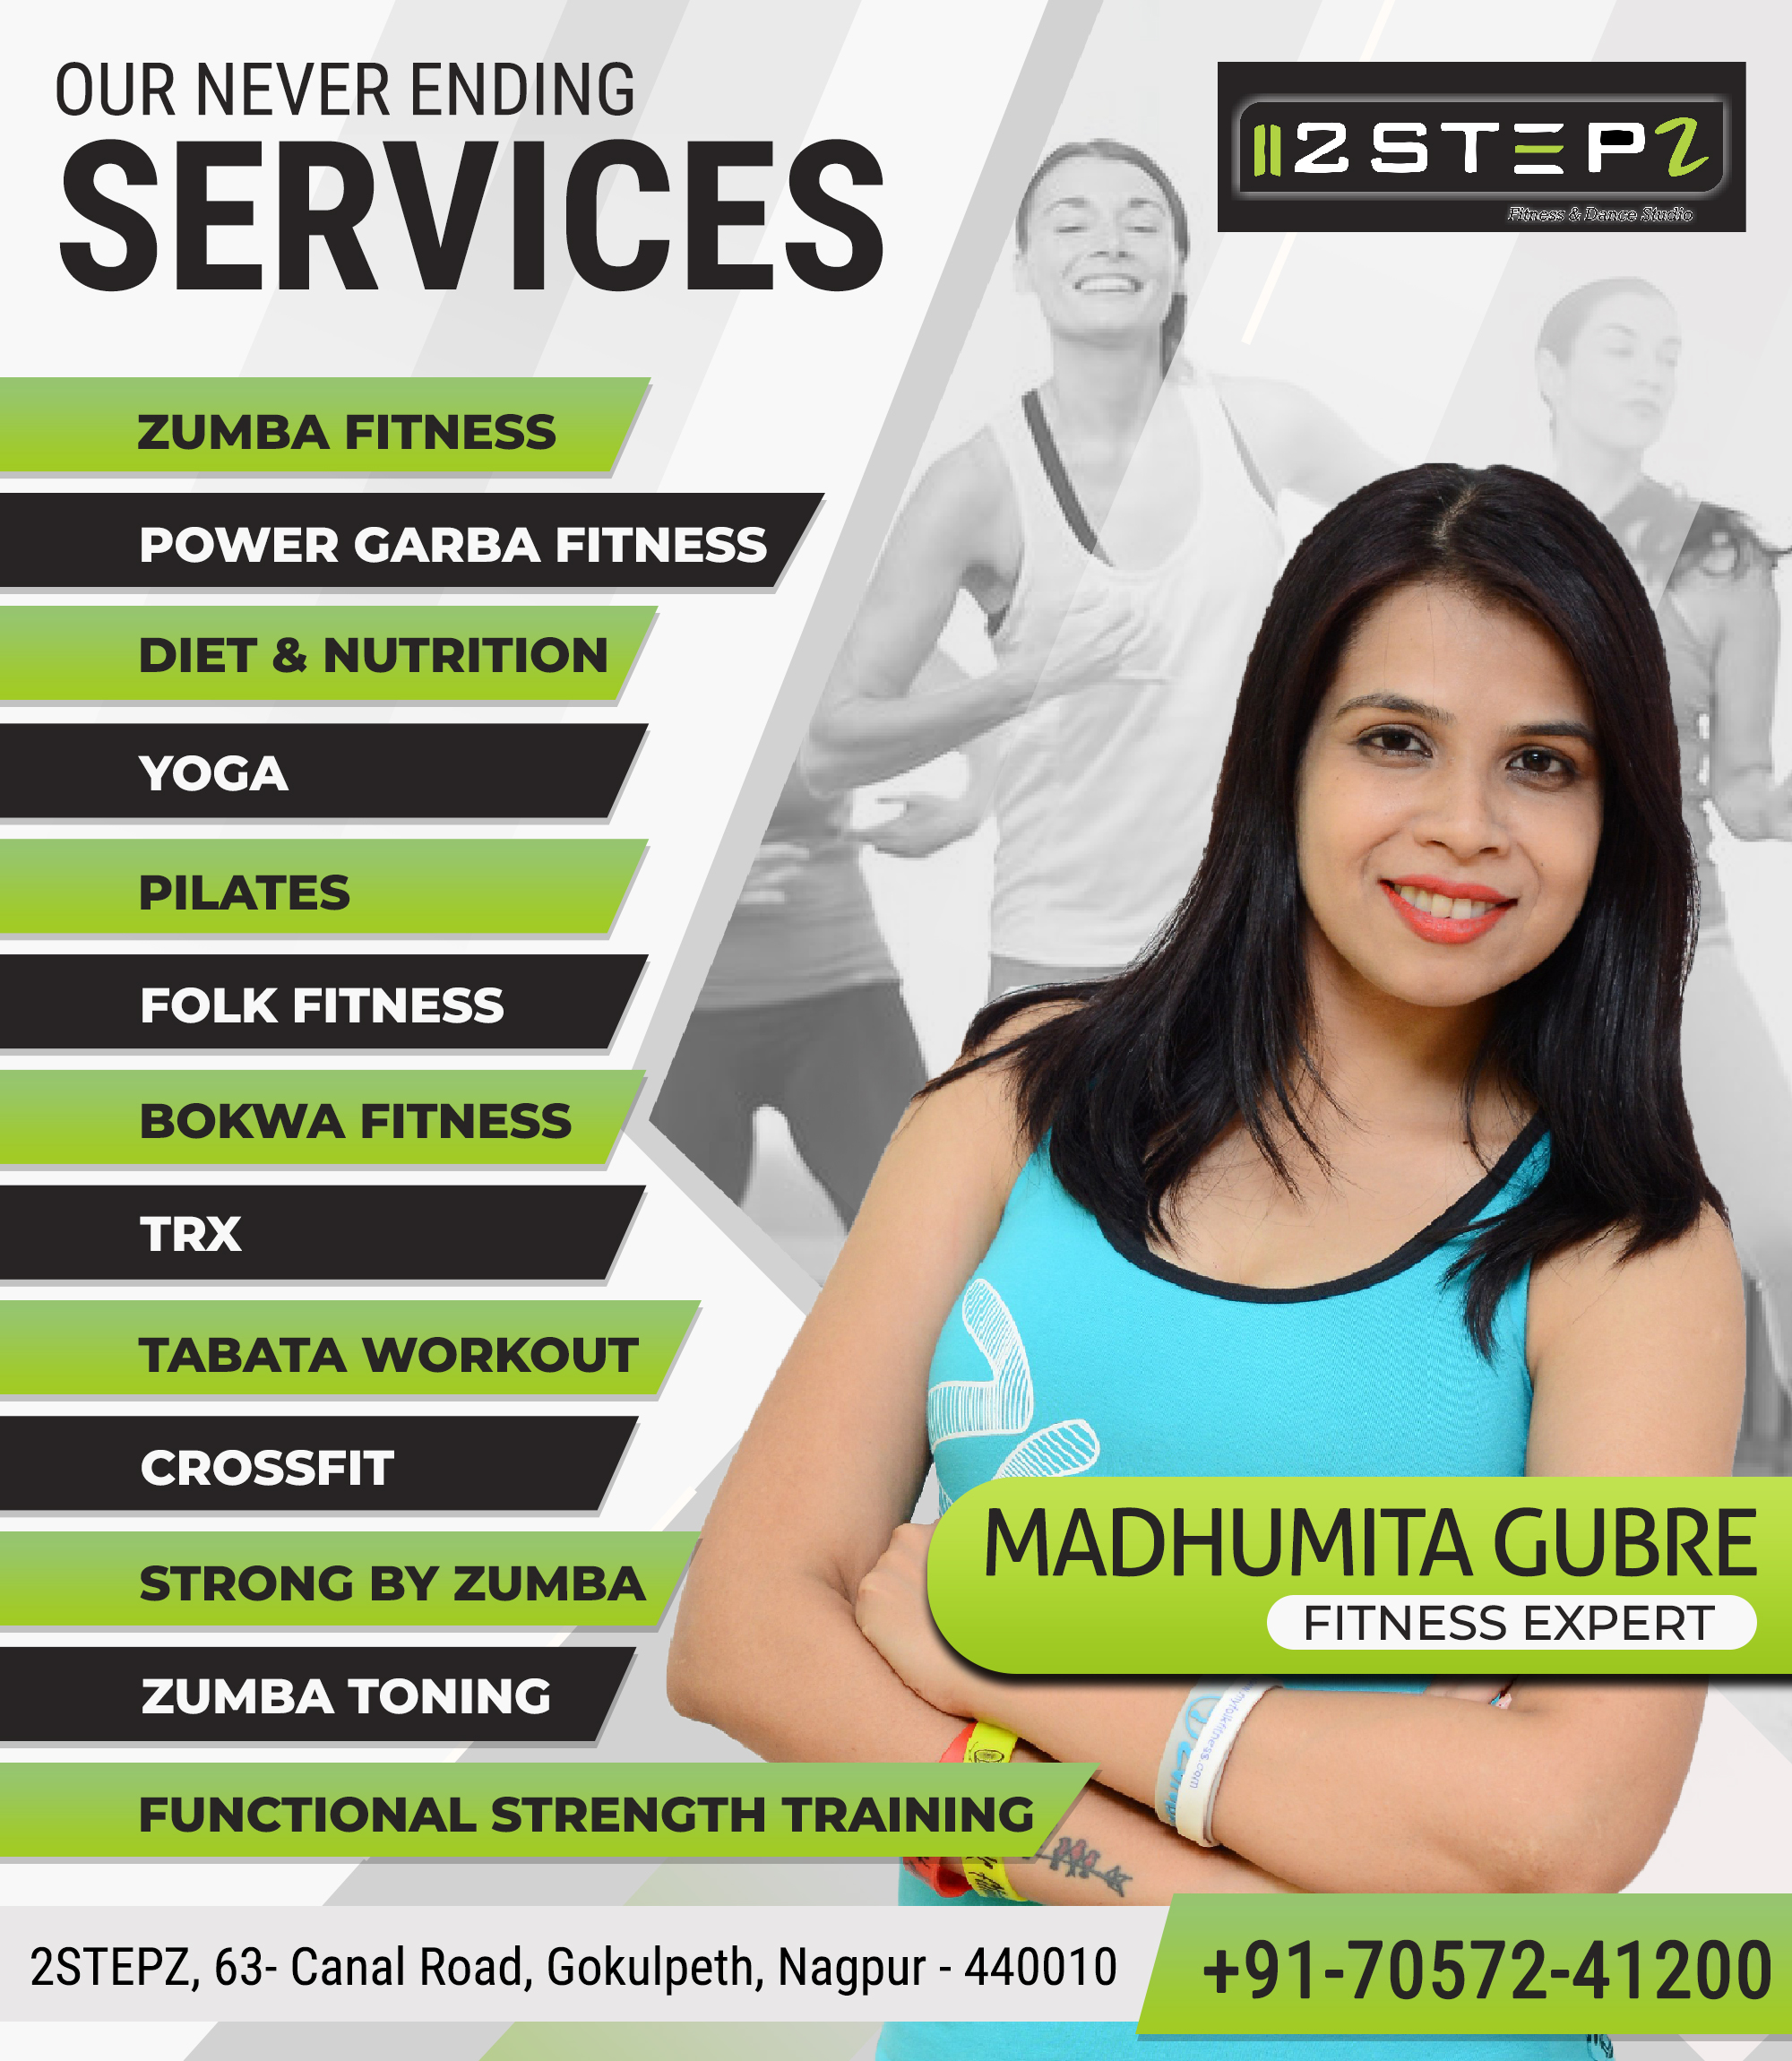 OUR NEVER ENDING
SERVICES
2STEPZ
Fitness & Dance Studio
ZUMBA FITNESS
POWER GARBA FITNESS
DIET & NUTRITION
YOGA
PILATES
FOLK FITNESS
BOKWA FITNESS
TRX
TABATA WORKOUT
CROSSFIT
STRONG BY ZUMBA
ZUMBA TONING
FUNCTIONAL STRENGTH TRAINING
MADHUMITA GUBRE
FITNESS EXPERT
2STEPZ, 63- Canal Road, Gokulpeth, Nagpur - 440010
+91-70572-41200